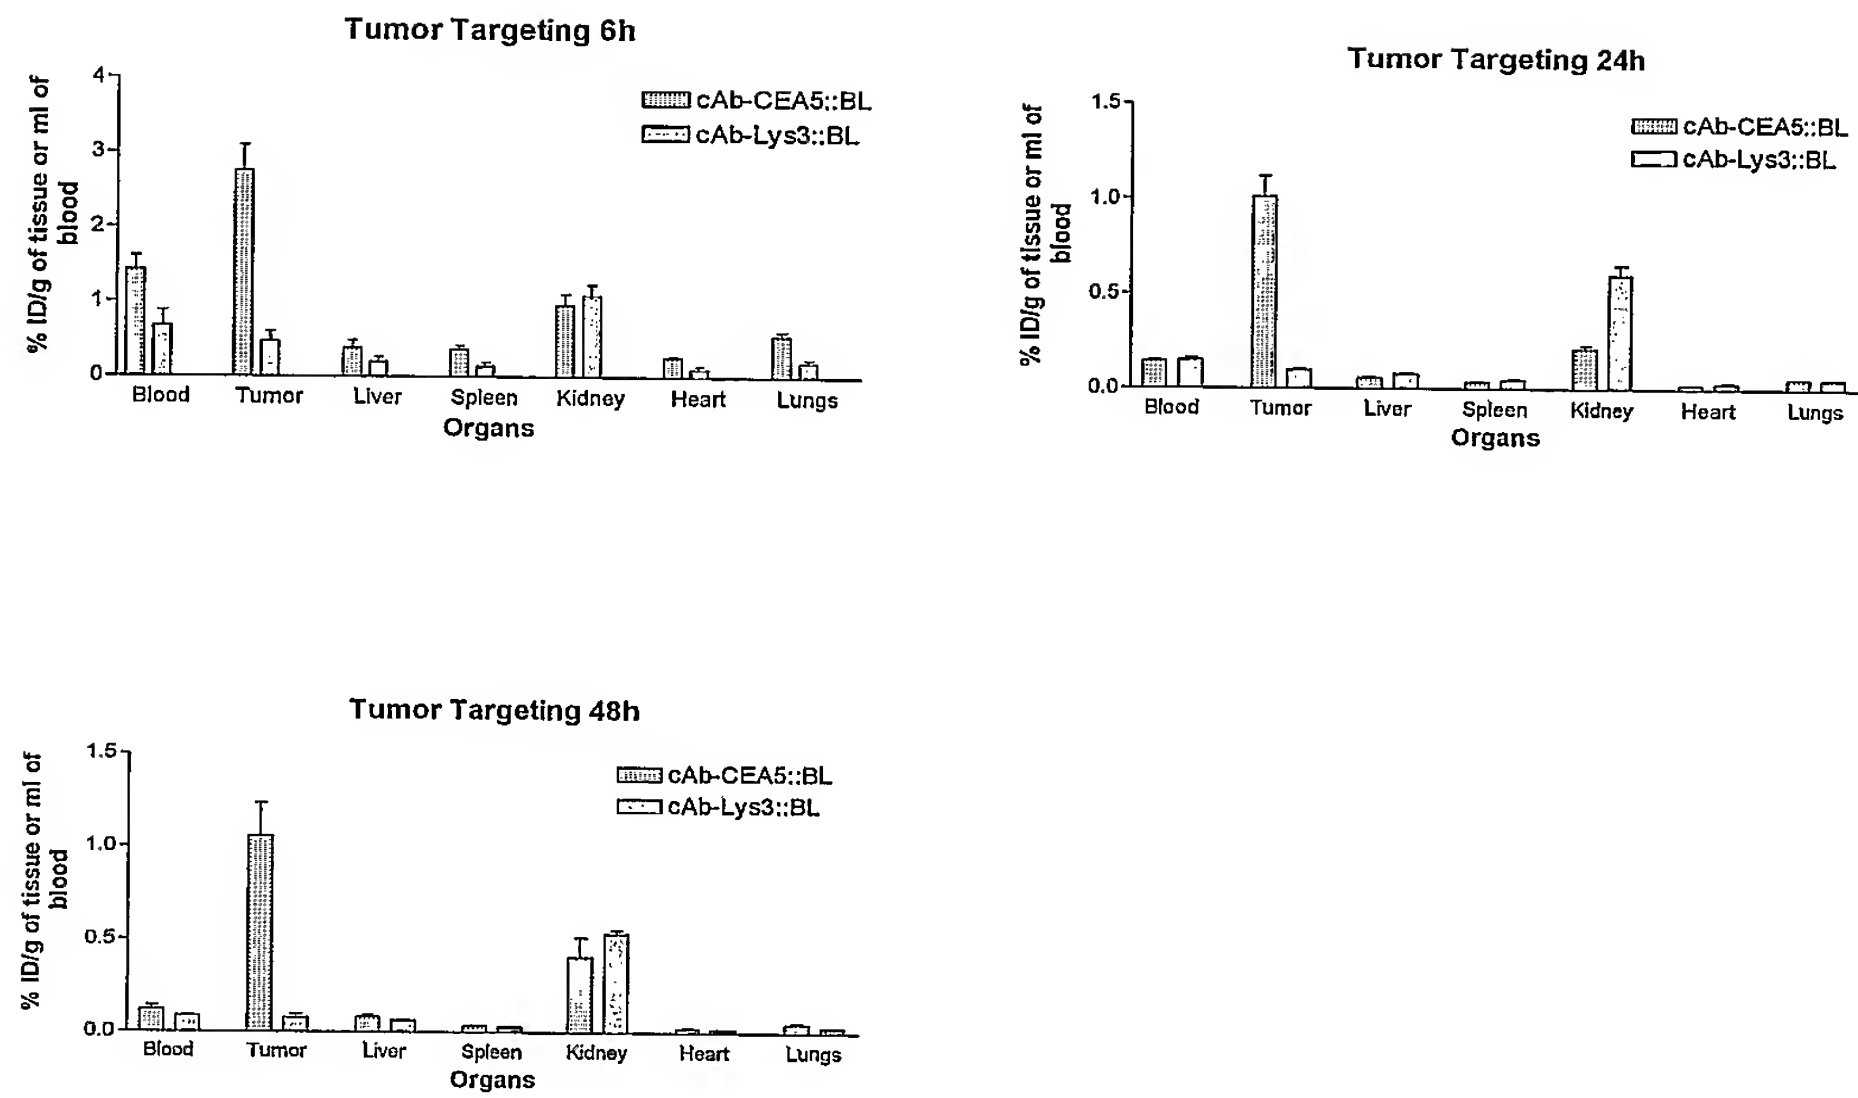 Tumor Targeting 6h
% ID/g of tissue or ml of
blood
4
3
2
1
0
cAb-CEA5::BL
cAb-Lys3::BL
Blood Tumor Liver Spleen Kidney Heart Lungs
Organs
Tumor Targeting 24h
% ID/g of tissue or ml of
blood
1.5
1.0
0.5
0.0
cAb-CEA5::BL
cAb-Lys3::BL
Blood Tumor Liver Spleen Kidney Heart Lungs
Organs
Tumor Targeting 48h
% ID/g of tissue or ml of
blood
1.5
1.0
0.5
0.0
cAb-CEA5::BL
cAb-Lys3::BL
Blood Tumor Liver Spleen Kidney Heart Lungs
Organs